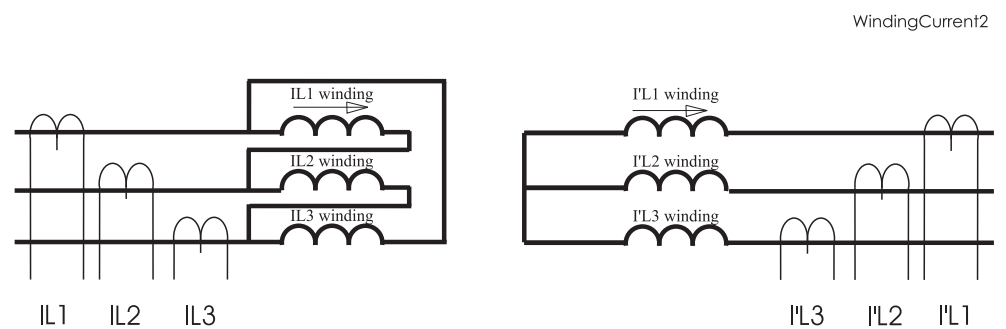 WindingCurrent2
IL1 winding
I'L1 winding
IL2 winding
I'L2 winding
IL3 winding
I'L3 winding
IL1 IL2 IL3
I'L3 I'L2 I'L1